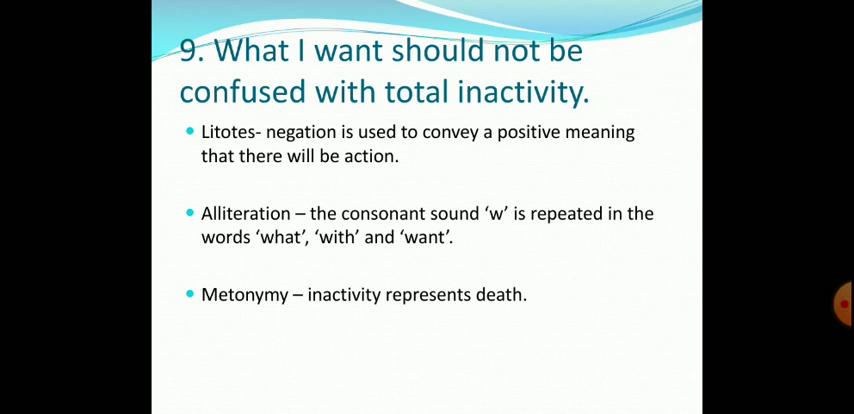 9. What I want should not be
confused with total inactivity.
• Litotes- negation is used to convey a positive meaning
that there will be action.
• Alliteration – the consonant sound ‘w’ is repeated in the
words ‘what’, ‘with’ and ‘want’.
• Metonymy – inactivity represents death.